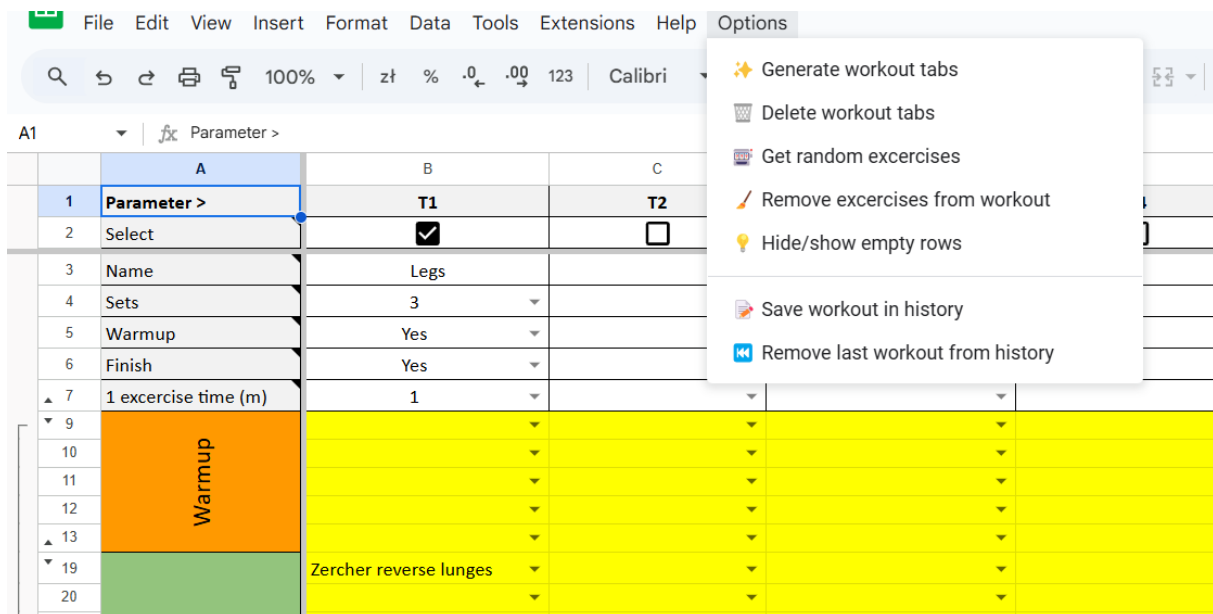 File Edit View Insert Format Data Tools Extensions Help Options
100% zł % .0 .00 123 Calibri
Generate workout tabs
Delete workout tabs
Get random excercises
Remove excercises from workout
Hide/show empty rows
Save workout in history
Remove last workout from history
A1 fx Parameter >
A B C
1 Parameter > T1 T2
2 Select
3 Name Legs
4 Sets 3
5 Warmup Yes
6 Finish Yes
7 1 excercise time (m) 1
9
10
11
12
13
Warmup
19 Zercher reverse lunges
20